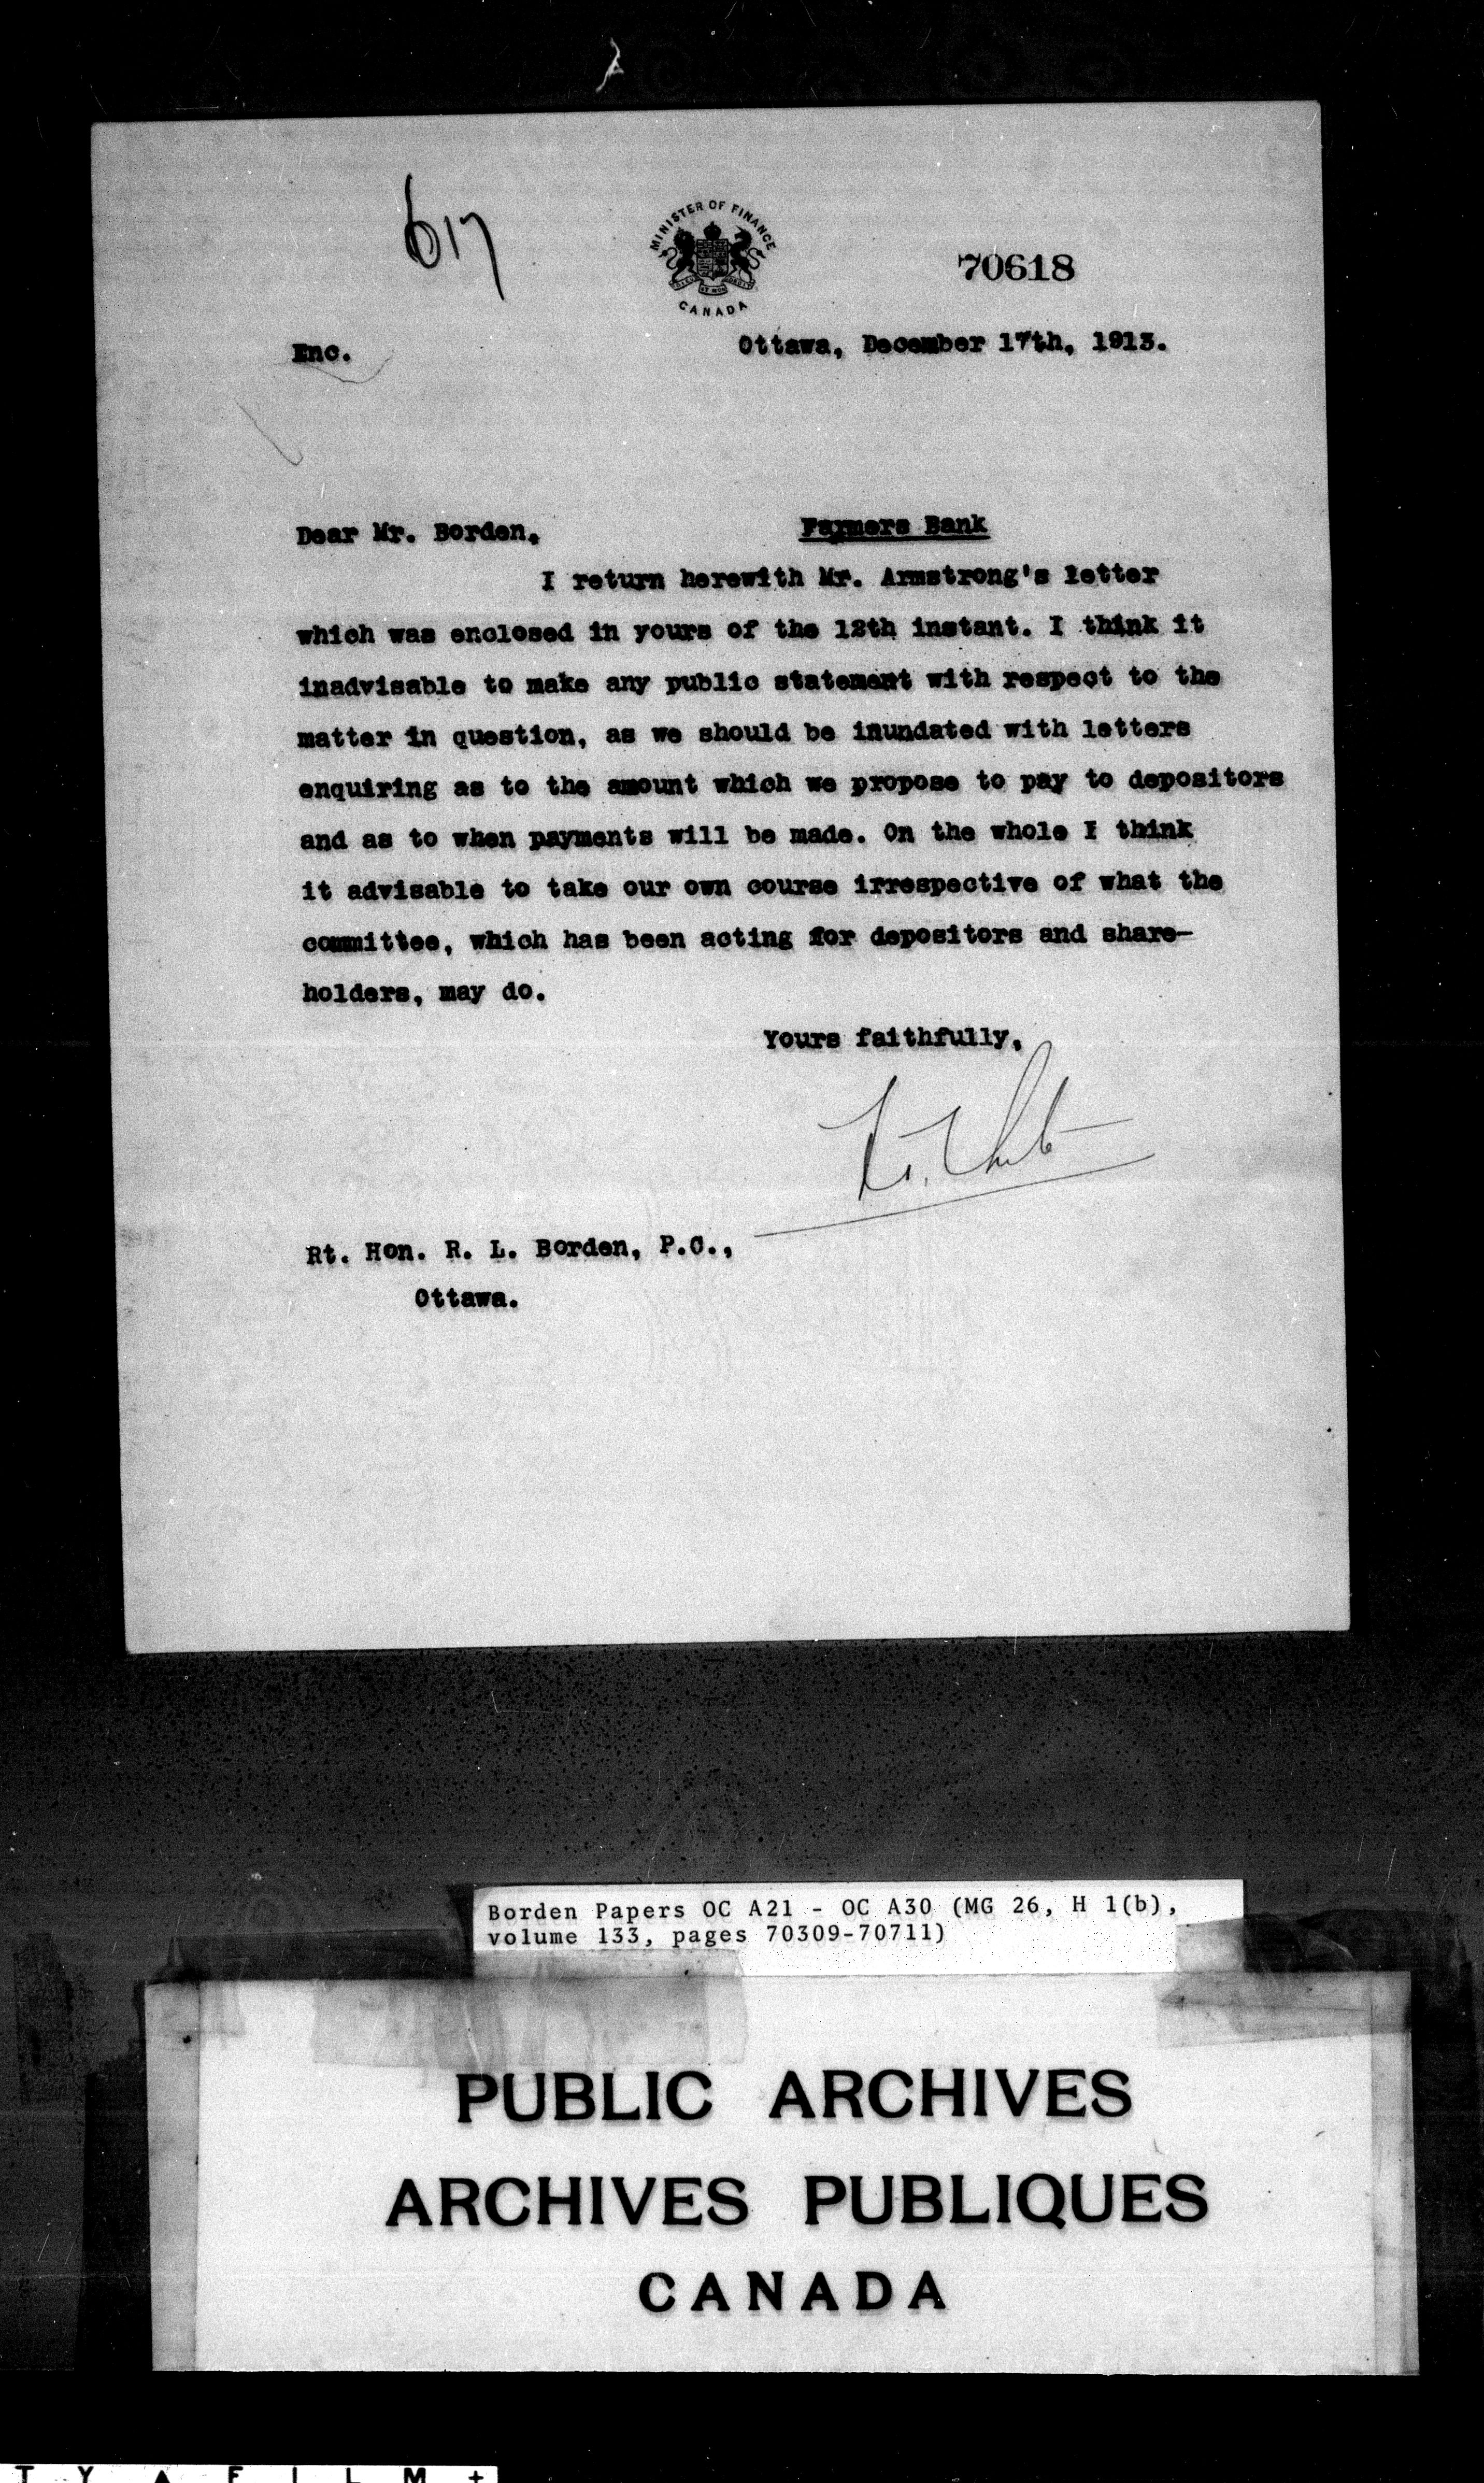 617
MINISTER OF FINANCE
CANADA
70618
Enc.
Ottawa, December 17th, 1913.
Dear Mr. Borden,
Farmers Bank
I return herewith Mr. Armstrong's letter
which was enclosed in yours of the 12th instant. I think it
inadvisable to make any public statement with respect to the
matter in question, as we should be inundated with letters
enquiring as to the amount which we propose to pay to depositors
and as to when payments will be made. On the whole I think
it advisable to take our own course irrespective of what the
committee, which has been acting for depositors and share-
holders, may do.
Yours faithfully,
Rt. Hon. R. L. Borden, P.C.,
Ottawa.
Borden Papers OC A21 - OC A30 (MG 26, H 1(b),
volume 133, pages 70309-70711)
PUBLIC ARCHIVES
ARCHIVES PUBLIQUES
CANADA